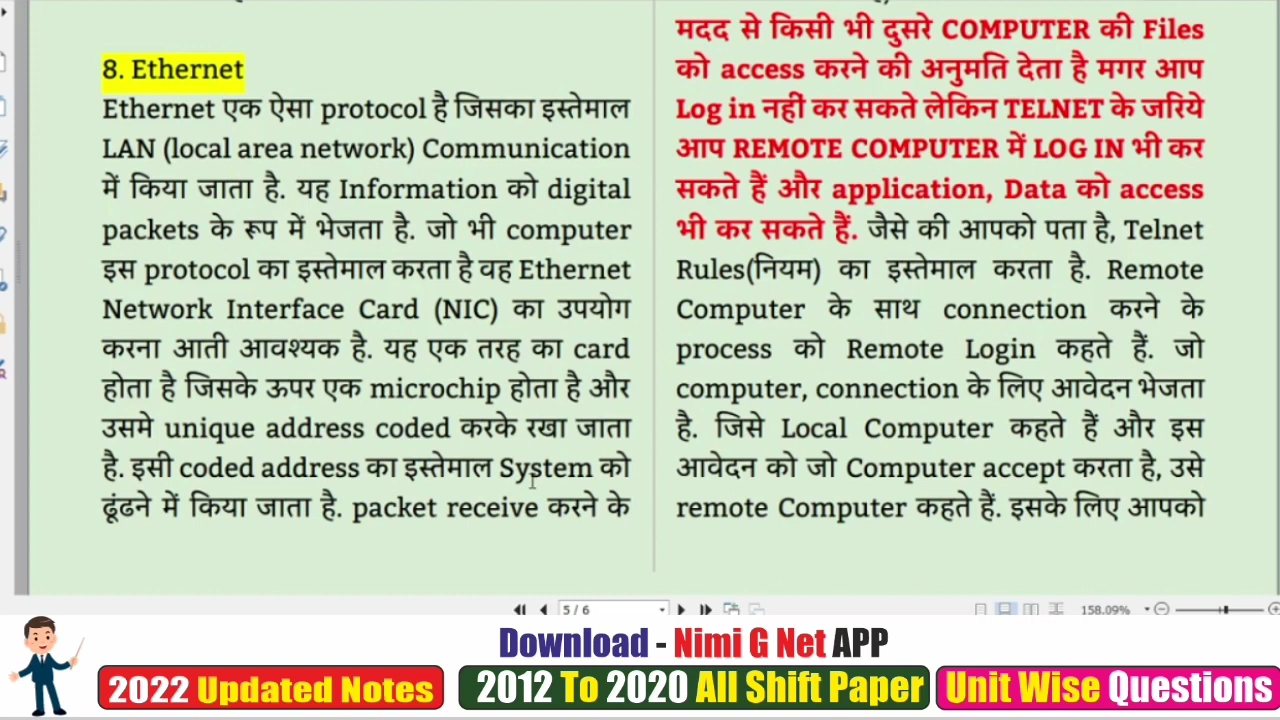 8. Ethernet
Ethernet एक ऐसा protocol है जिसका इस्तेमाल
LAN (local area network) Communication
में किया जाता है. यह Information को digital
packets के रूप में भेजता है. जो भी computer
इस protocol का इस्तेमाल करता है वह Ethernet
Network Interface Card (NIC) का उपयोग
करना आती आवश्यक है. यह एक तरह का card
होता है जिसके ऊपर एक microchip होता है और
उसमे unique address coded करके रखा जाता
है. इसी coded address का इस्तेमाल System को
ढूंढने में किया जाता है. packet receive करने के
मदद से किसी भी दुसरे COMPUTER की Files
को access करने की अनुमति देता है मगर आप
Log in नहीं कर सकते लेकिन TELNET के जरिये
आप REMOTE COMPUTER में LOG IN भी कर
सकते हैं और application, Data को access
भी कर सकते हैं. जैसे की आपको पता है, Telnet
Rules(नियम) का इस्तेमाल करता है. Remote
Computer के साथ connection करने के
process को Remote Login कहते हैं. जो
computer, connection के लिए आवेदन भेजता
है. जिसे Local Computer कहते हैं और इस
आवेदन को जो Computer accept करता है, उसे
remote Computer कहते हैं. इसके लिए आपको
5 / 6
158.09%
Download - Nimi G Net APP
2022 Updated Notes
2012 To 2020 All Shift Paper
Unit Wise Questions